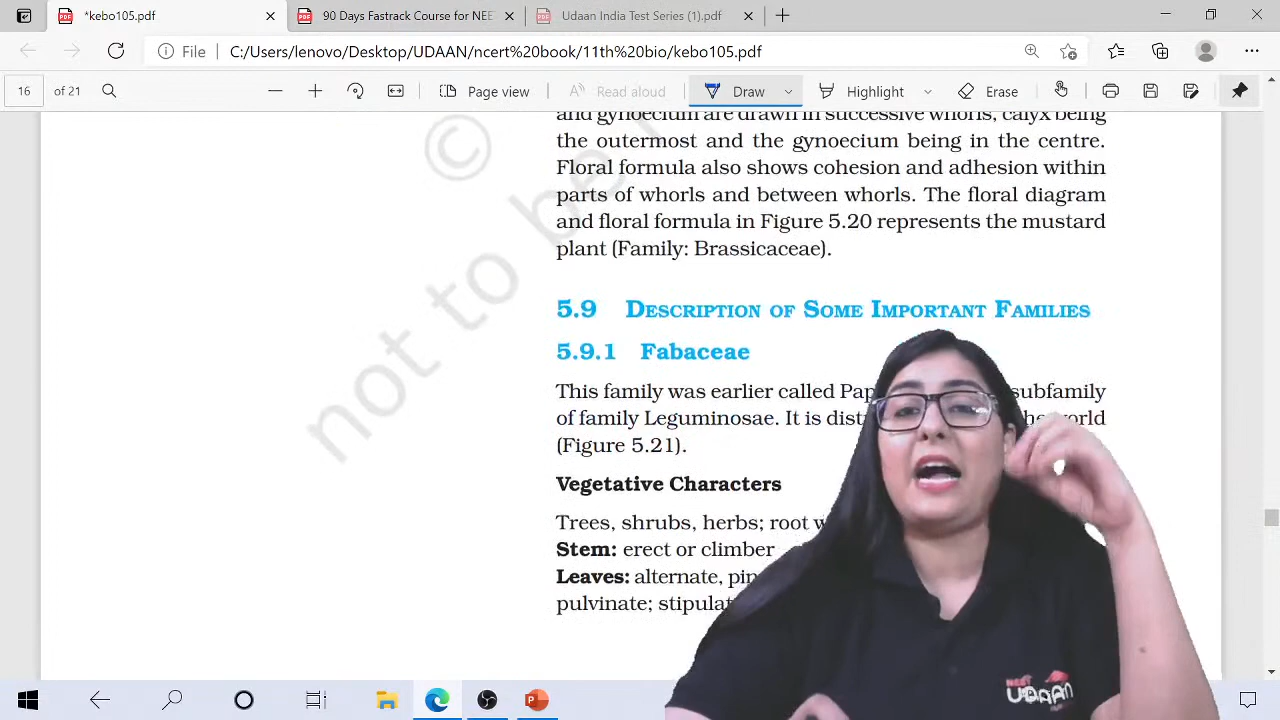 *kebo105.pdf
90 Days Fastrack Course for NEE
Udaan India Test Series (1).pdf
File C:/Users/lenovo/Desktop/UDAAN/ncert%20book/11th%20bio/kebo105.pdf
16 of 21 Page view Read aloud Draw Highlight Erase
and gynoecium are drawn in successive whorls, calyx being
the outermost and the gynoecium being in the centre.
Floral formula also shows cohesion and adhesion within
parts of whorls and between whorls. The floral diagram
and floral formula in Figure 5.20 represents the mustard
plant (Family: Brassicaceae).
© not to be
5.9 Description of Some Important Families
5.9.1 Fabaceae
This family was earlier called Pap subfamily
of family Leguminosae. It is dist he world
(Figure 5.21).
Vegetative Characters
Trees, shrubs, herbs; root w
Stem: erect or climber
Leaves: alternate, pin
pulvinate; stipulat
UDAAN